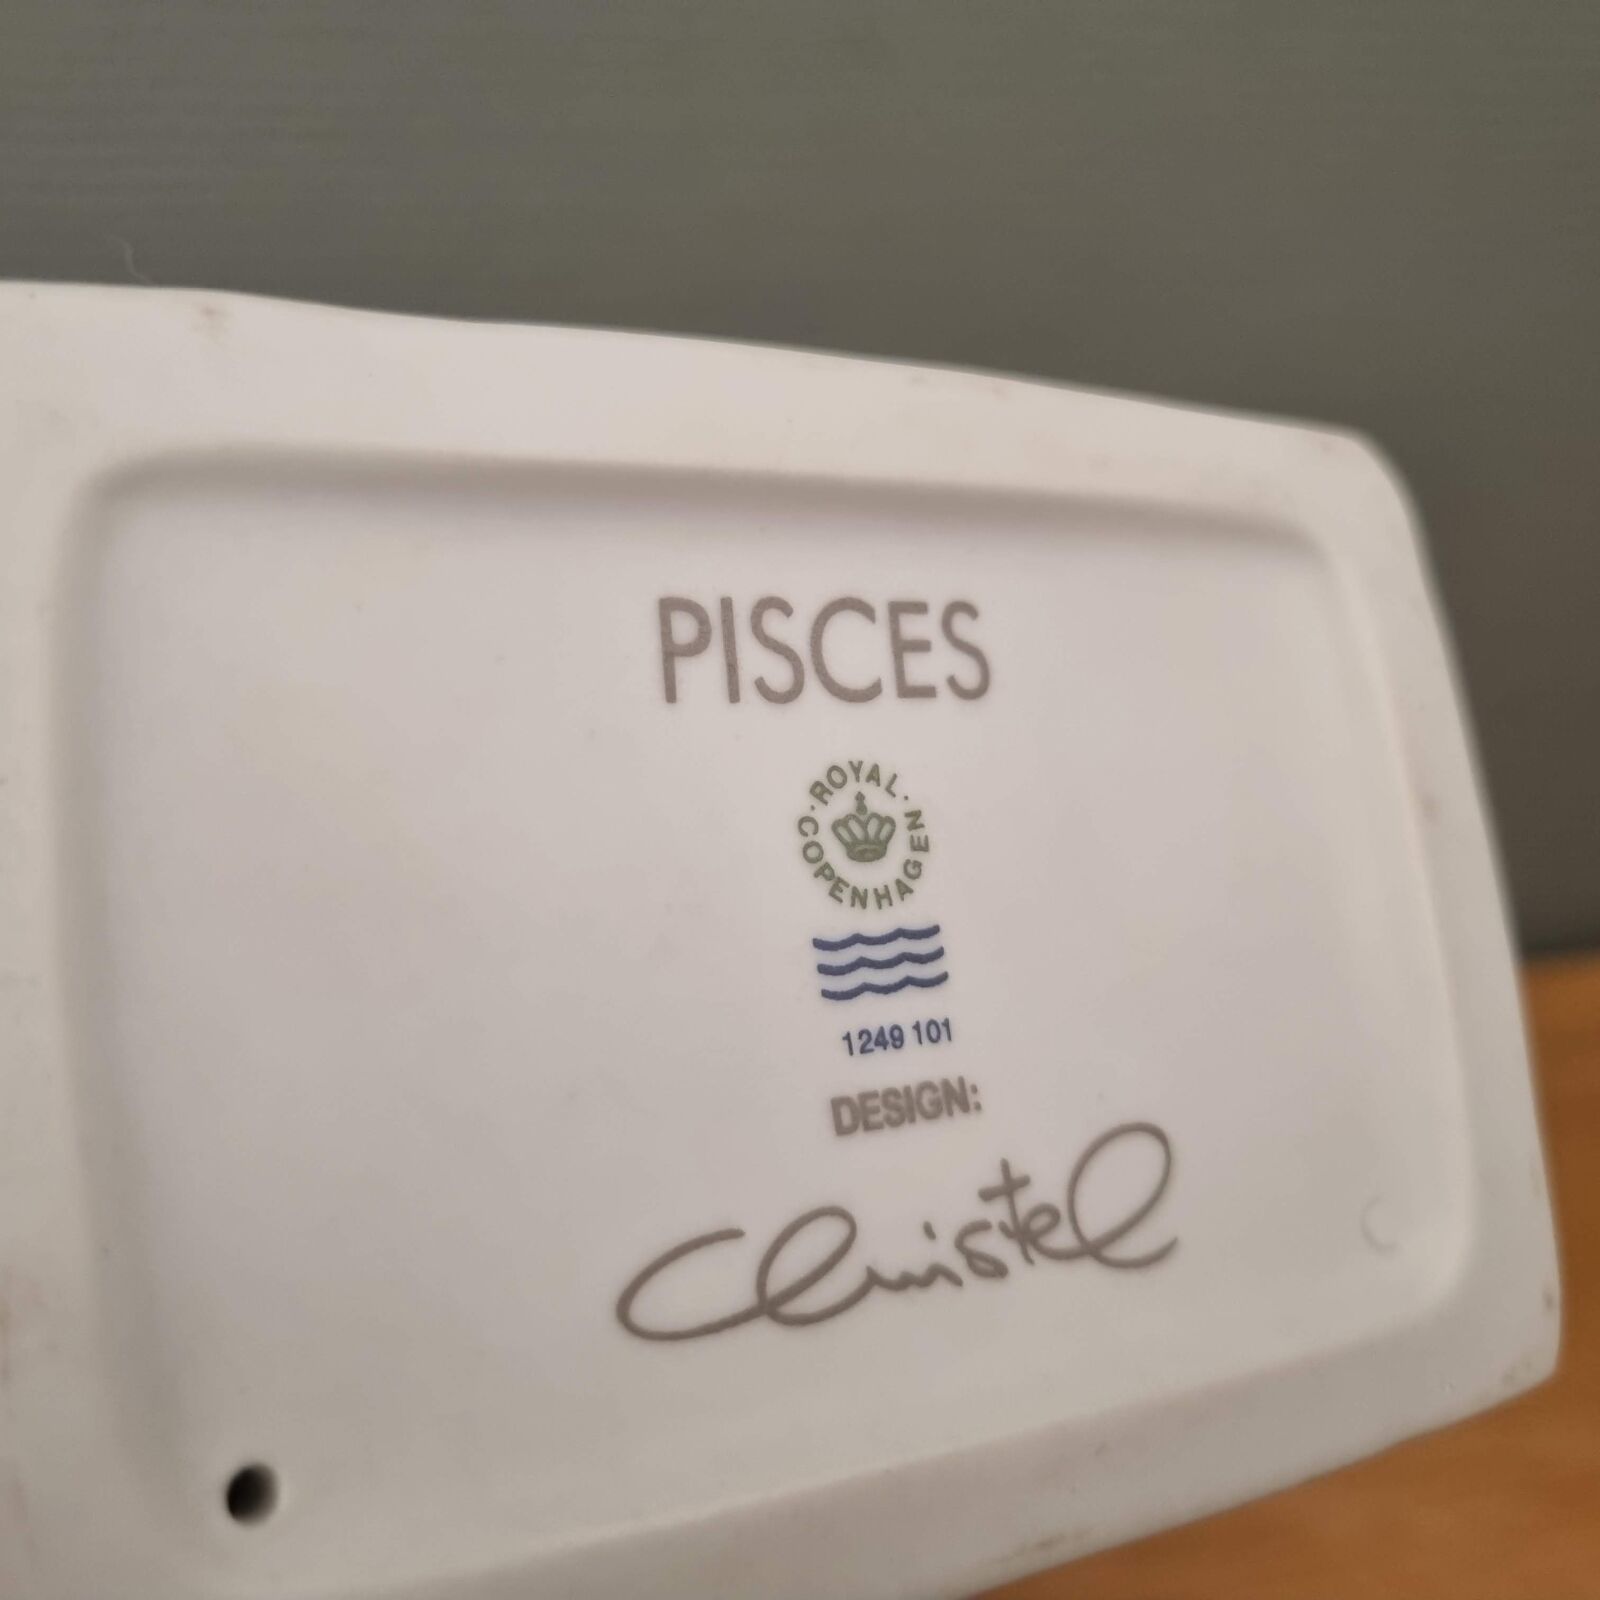 PISCES
ROYAL
COPENHAGEN
1249 101
DESIGN:
Christel